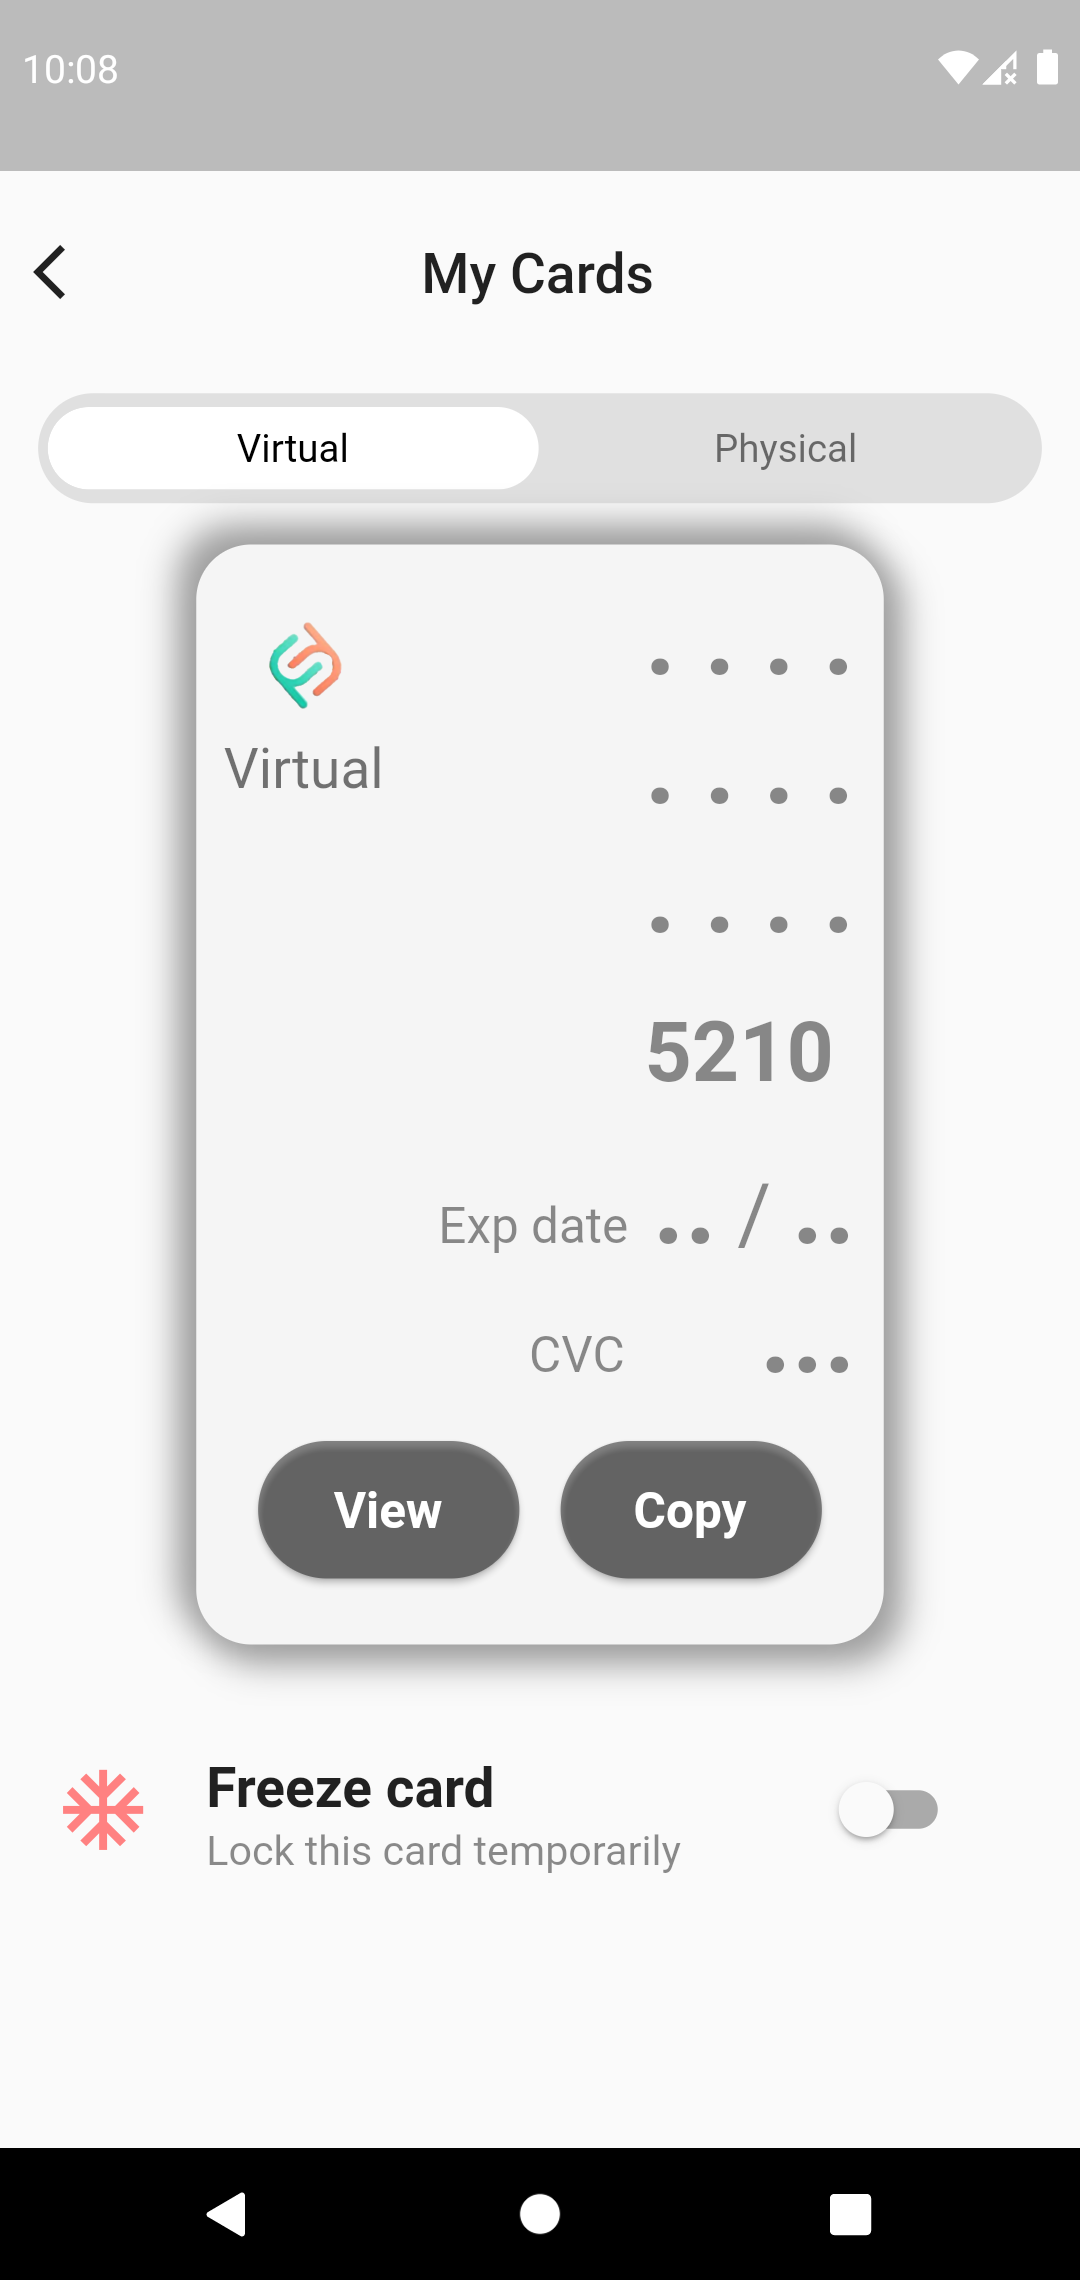 10:08
My Cards
Virtual Physical
Virtual
• • • •
• • • •
• • • •
5210
Exp date •• / ••
CVC •••
View Copy
Freeze card
Lock this card temporarily